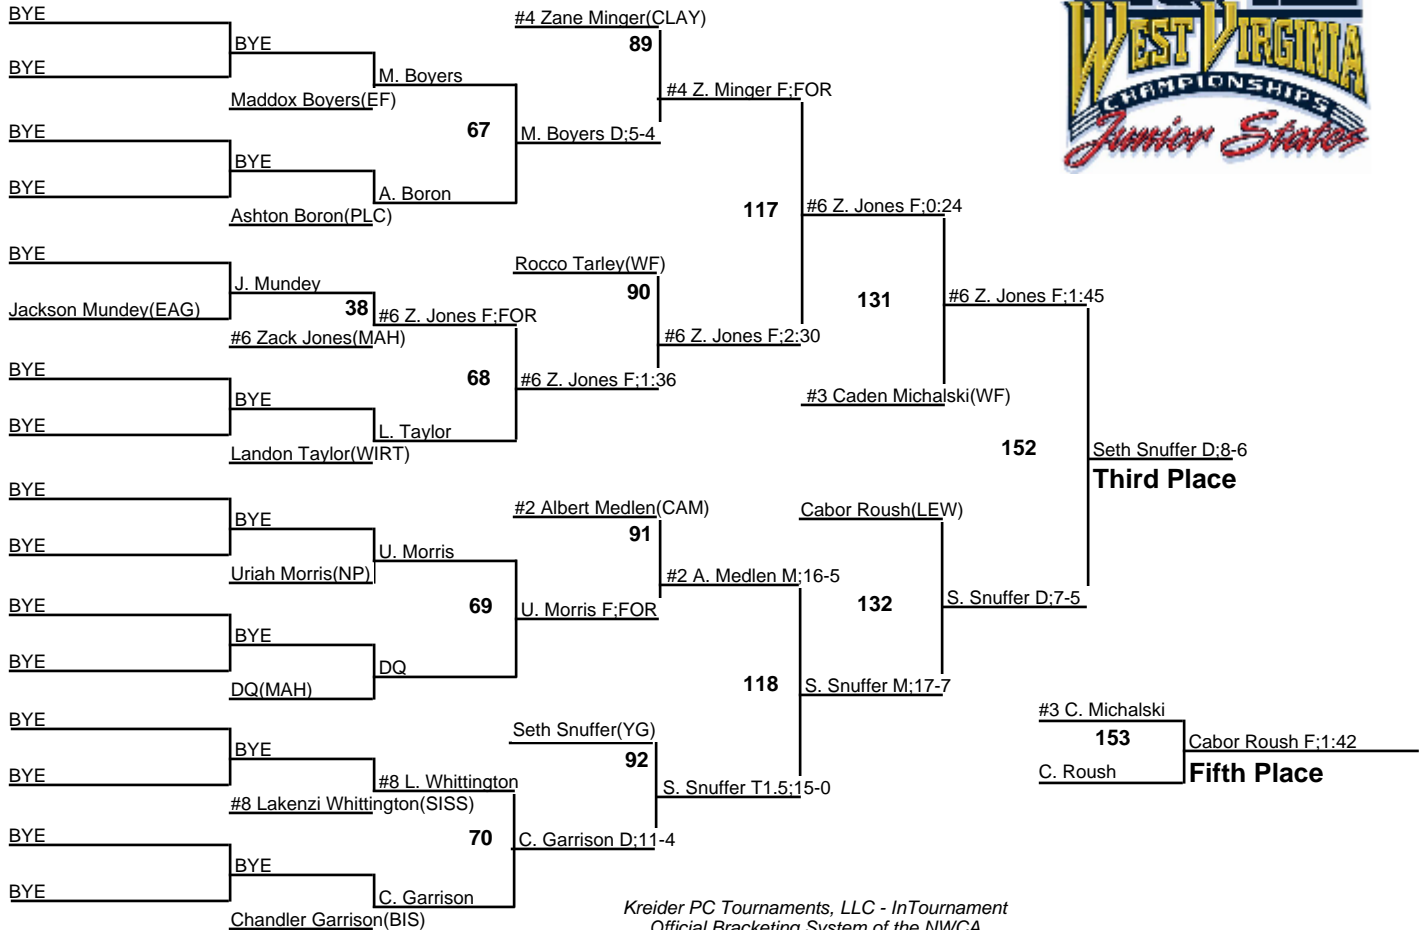 BYE
BYE
BYE
Maddox Boyers(EF)
M. Boyers
BYE
BYE
BYE
Ashton Boron(PLC)
A. Boron
67
M. Boyers D;5-4
#4 Zane Minger(CLAY)
89
#4 Z. Minger F;FOR
BYE
Jackson Mundey(EAG)
J. Mundey
38
#6 Zack Jones(MAH)
#6 Z. Jones F;FOR
BYE
BYE
BYE
Landon Taylor(WIRT)
L. Taylor
68
#6 Z. Jones F;1:36
Rocco Tarley(WF)
90
#6 Z. Jones F;2:30
117
#6 Z. Jones F;0:24
131
#3 Caden Michalski(WF)
#6 Z. Jones F;1:45
BYE
BYE
BYE
Uriah Morris(NP)
U. Morris
BYE
BYE
BYE
DQ(MAH)
DQ
69
U. Morris F;FOR
#2 Albert Medlen(CAM)
91
#2 A. Medlen M;16-5
BYE
BYE
BYE
#8 Lakenzi Whittington(SISS)
#8 L. Whittington
BYE
BYE
BYE
Chandler Garrison(BIS)
C. Garrison
70
C. Garrison D;11-4
Seth Snuffer(YG)
92
S. Snuffer T1.5;15-0
118
S. Snuffer M;17-7
Cabor Roush(LEW)
132
S. Snuffer D;7-5
152
Seth Snuffer D;8-6
Third Place
#3 C. Michalski
153
C. Roush
Cabor Roush F;1:42
Fifth Place
WEST VIRGINIA
CHAMPIONSHIPS
Junior States
Kreider PC Tournaments, LLC - InTournament
Official Bracketing System of the NWCA